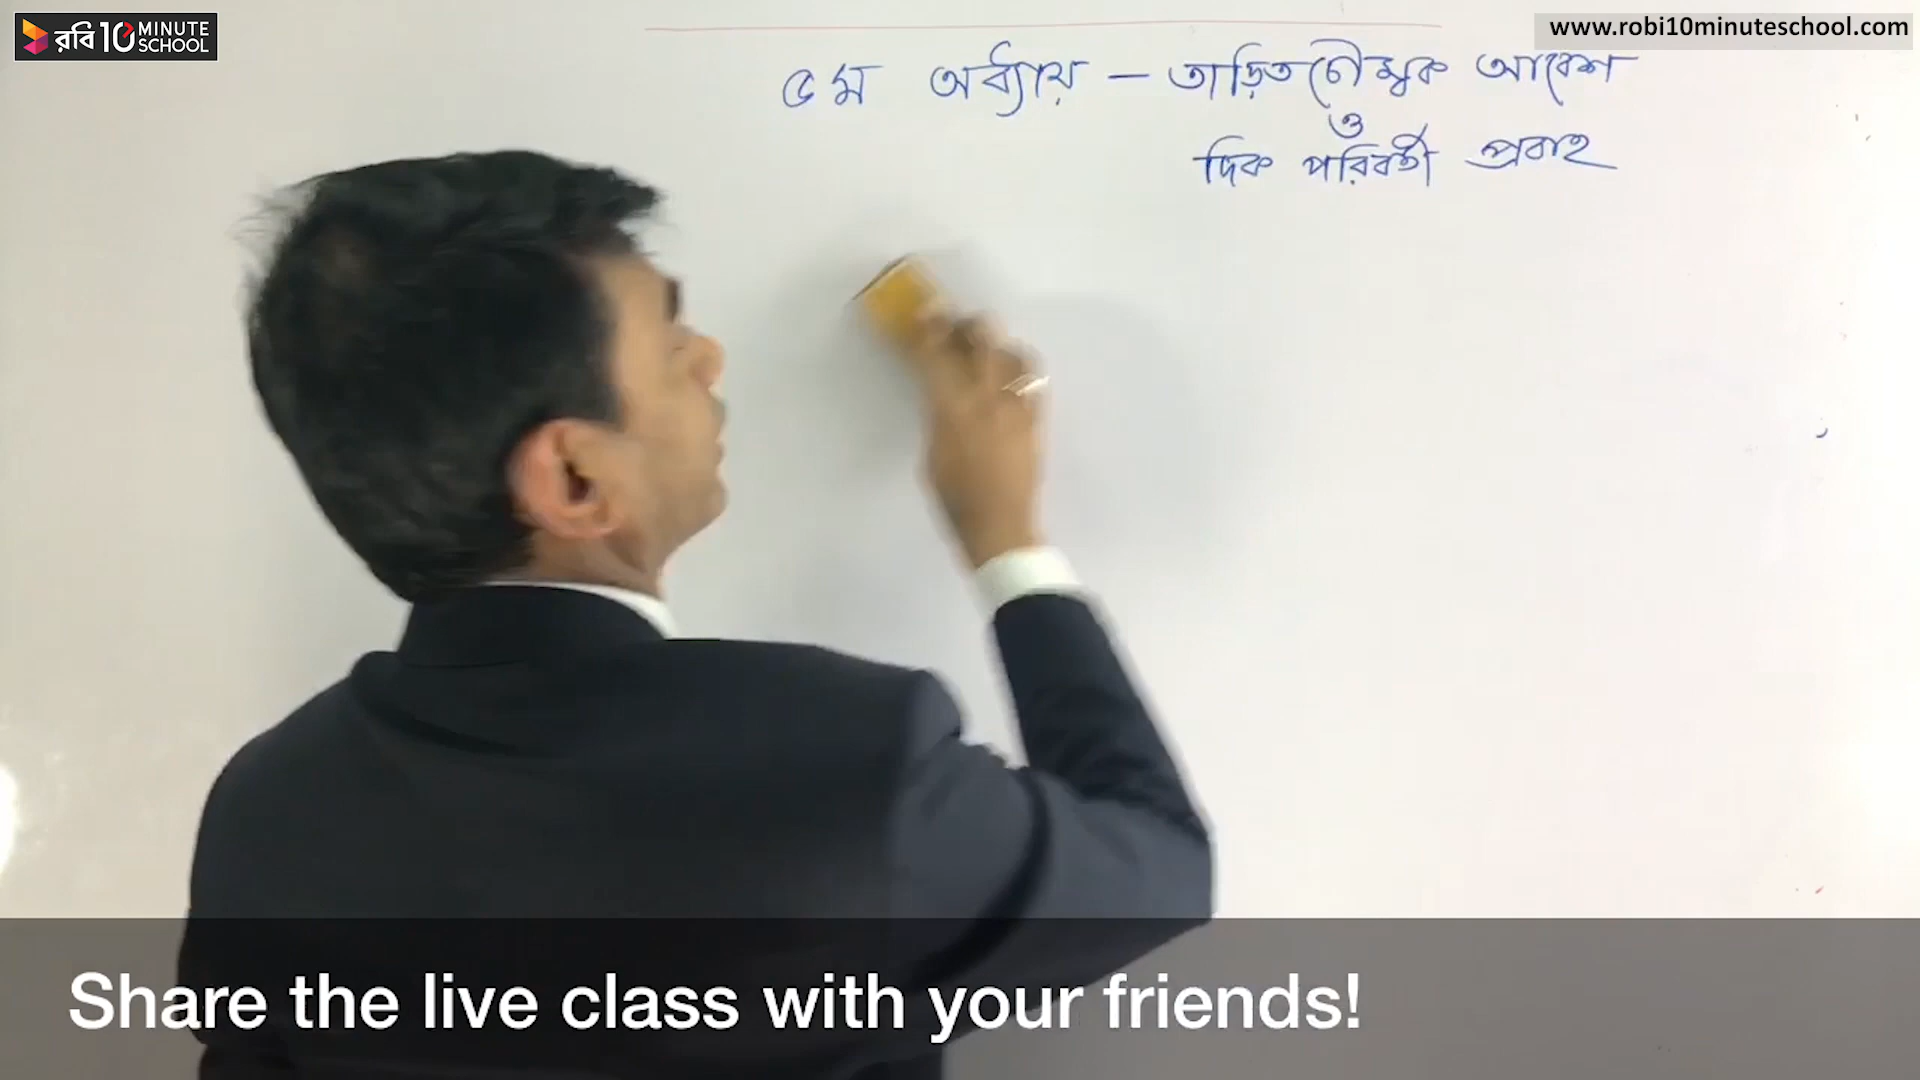 রবি 10 MINUTE SCHOOL
www.robi10minuteschool.com
৫ম অধ্যায় – তাড়িতচৌম্বক আবেশ
ও
দিক পরিবর্তী প্রবাহ
Share the live class with your friends!